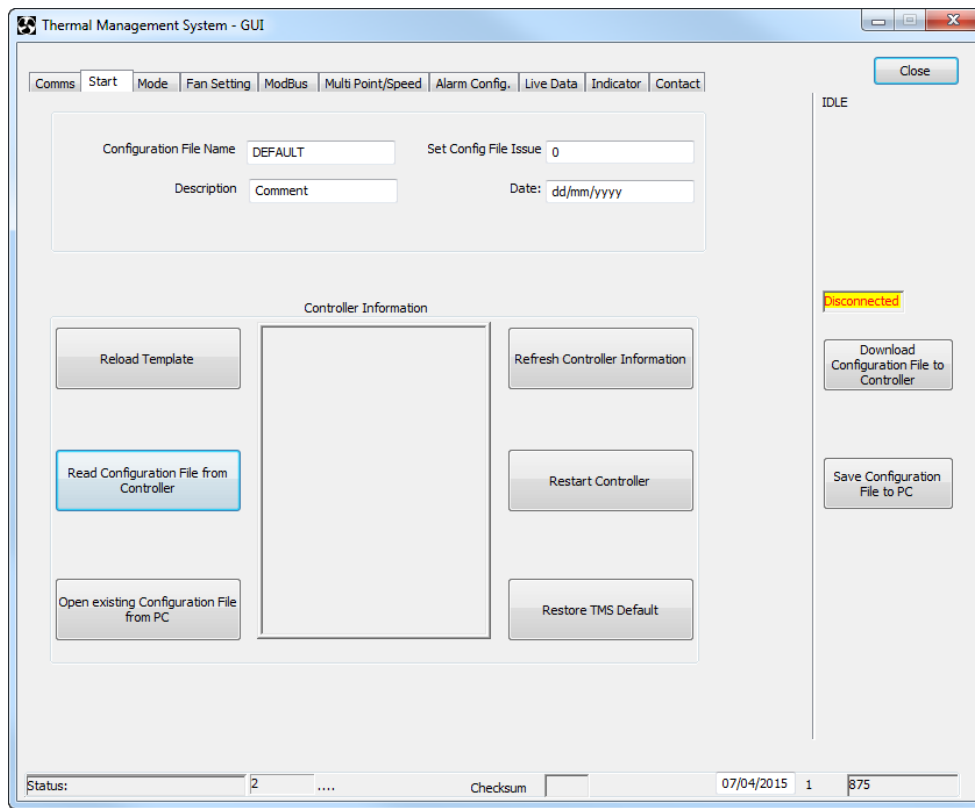 Thermal Management System - GUI
Close
Comms Start Mode Fan Setting ModBus Multi Point/Speed Alarm Config. Live Data Indicator Contact
IDLE
Configuration File Name DEFAULT Set Config File Issue 0
Description Comment Date: dd/mm/yyyy
Disconnected
Controller Information
Reload Template
Refresh Controller Information
Download
Configuration File to
Controller
Read Configuration File from
Controller
Restart Controller
Save Configuration
File to PC
Open existing Configuration File
from PC
Restore TMS Default
Status: 2 .... Checksum 07/04/2015 1 875